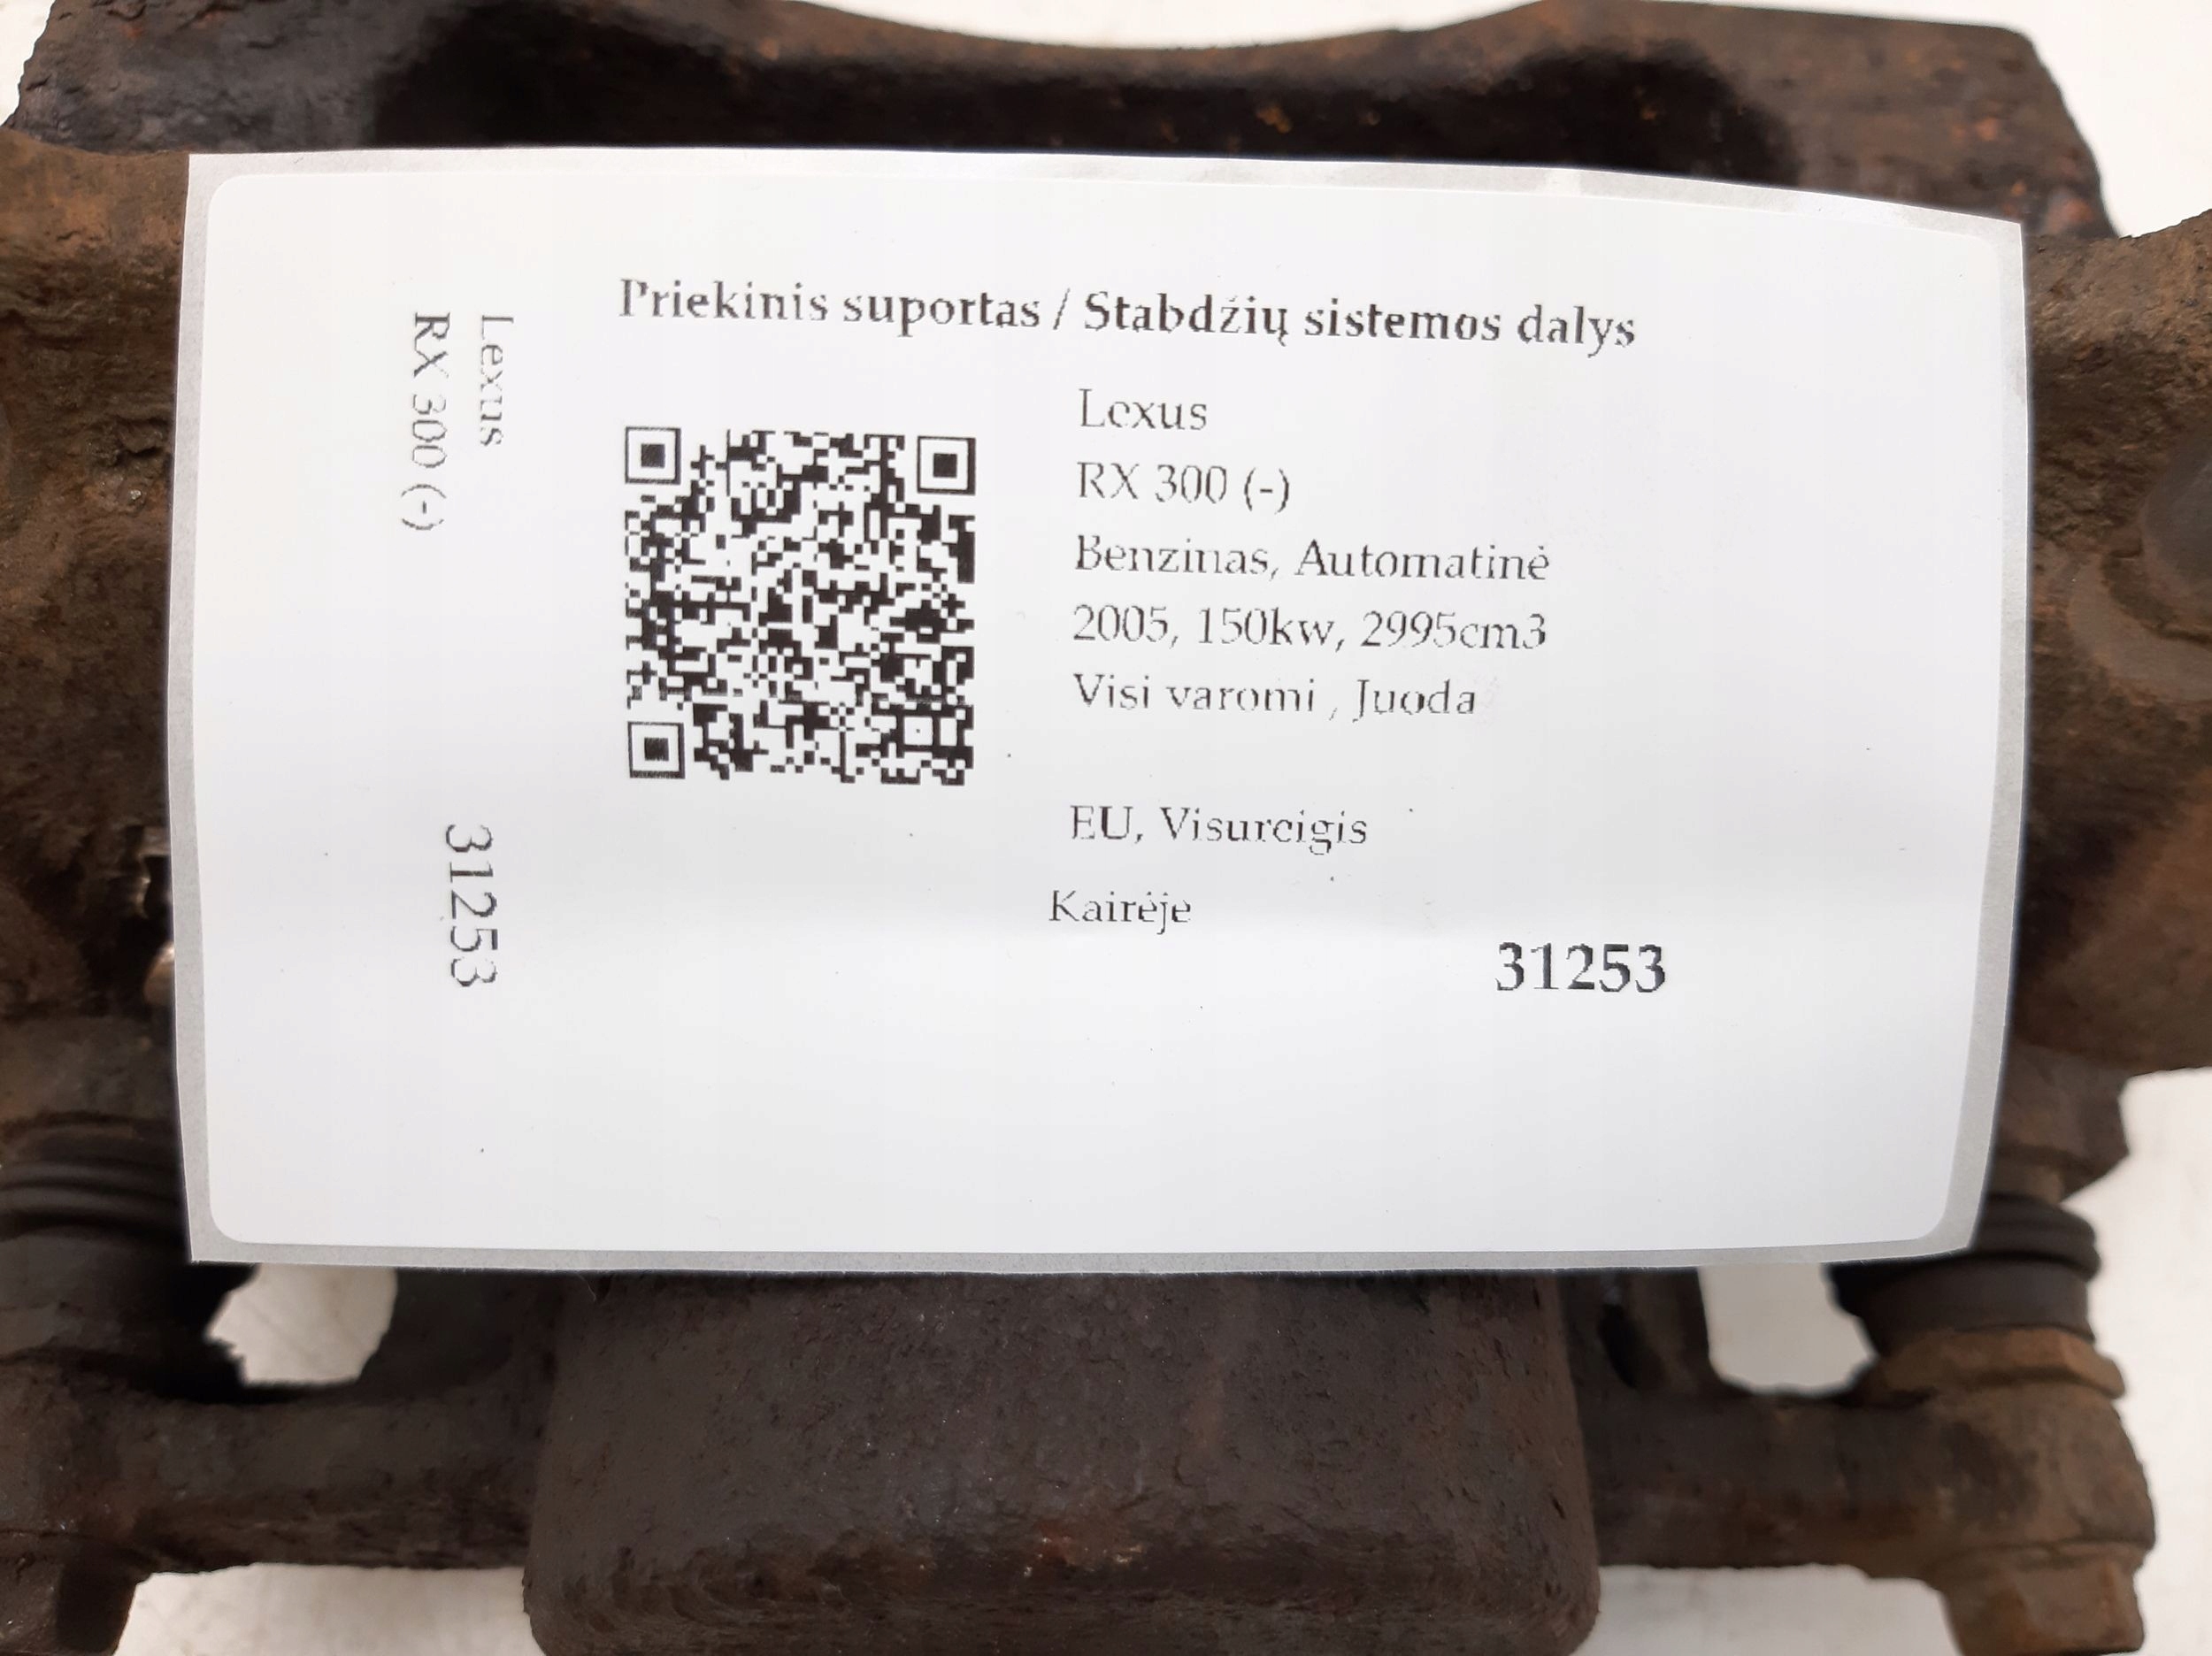 Priekinis suportas / Stabdžių sistemos dalys
Lexus
RX 300 (-)
Benzinas, Automatinė
2005, 150kw, 2995cm3
Visi varomi , Juoda
EU, Visureigis
Kairėje
31253
Lexus
RX 300 (-)
31253